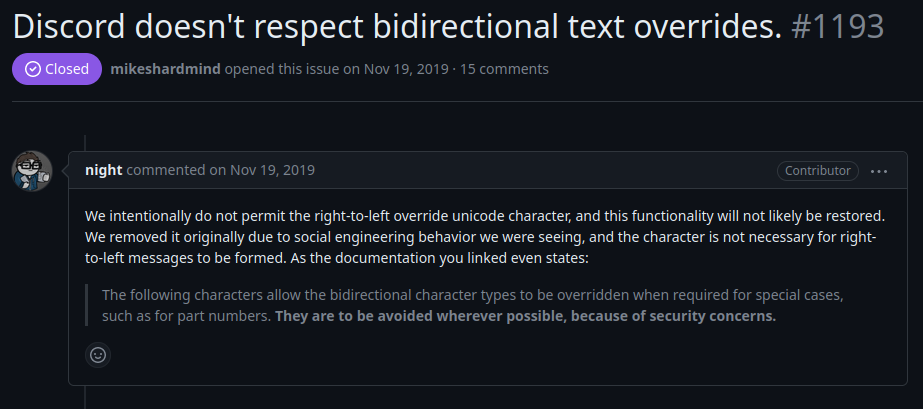 Discord doesn't respect bidirectional text overrides. #1193
Closed mikeshardmind opened this issue on Nov 19, 2019 · 15 comments
night commented on Nov 19, 2019 Contributor ...
We intentionally do not permit the right-to-left override unicode character, and this functionality will not likely be restored.
We removed it originally due to social engineering behavior we were seeing, and the character is not necessary for right-
to-left messages to be formed. As the documentation you linked even states:
The following characters allow the bidirectional character types to be overridden when required for special cases,
such as for part numbers. They are to be avoided wherever possible, because of security concerns.